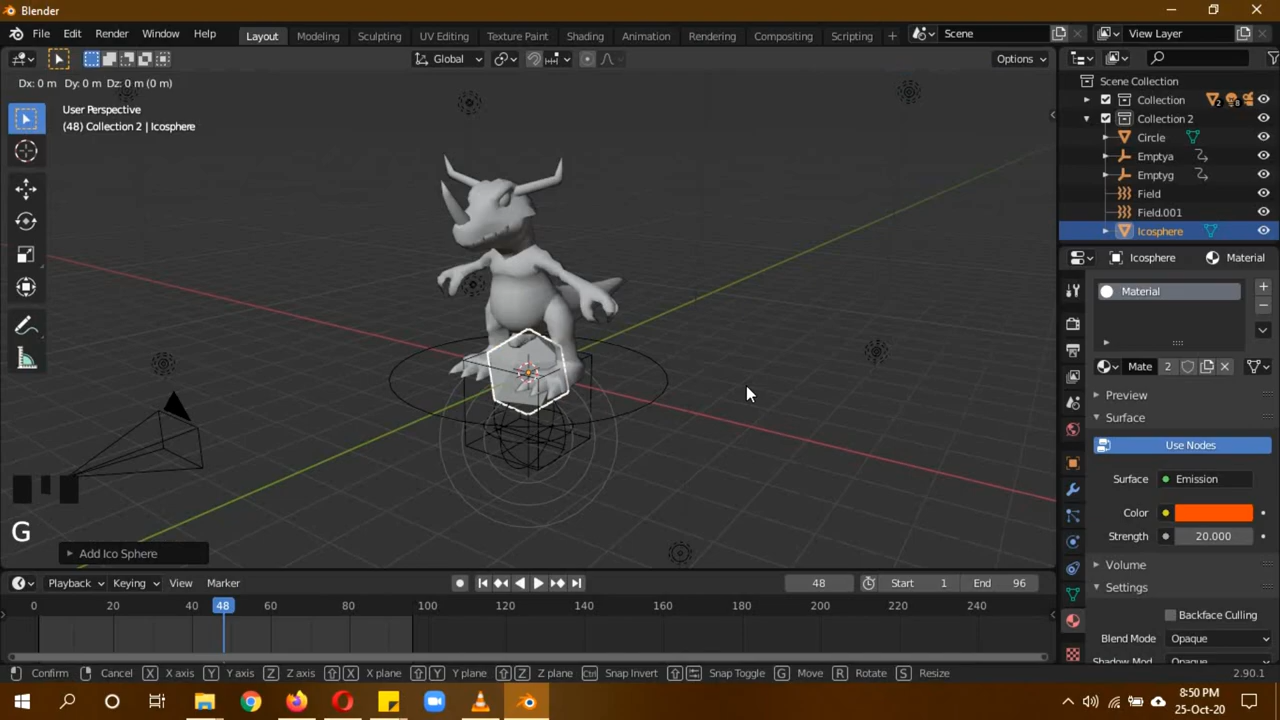 Blender
File Edit Render Window Help
Layout Modeling Sculpting UV Editing Texture Paint Shading Animation Rendering Compositing Scripting
Scene
View Layer
Global
Options
Dx: 0 m Dy: 0 m Dz: 0 m (0 m)
User Perspective
(48) Collection 2 | Icosphere
Scene Collection
Collection 2 8
Collection 2
Circle
Emptya
Emptyg
Field
Field.001
Icosphere
Icosphere Material
Material
Mate 2
Preview
Surface
Use Nodes
Surface Emission
Color
Strength 20.000
Volume
Settings
Backface Culling
Blend Mode Opaque
G
Add Ico Sphere
Playback Keying View Marker
48 Start 1 End 96
0 20 40 48 60 80 100 120 140 160 180 200 220 240
Confirm Cancel X X axis Y Y axis Z Z axis X X plane Y Y plane Z Z plane Ctrl Snap Invert Snap Toggle G Move R Rotate S Resize 2.90.1
8:50 PM
25-Oct-20